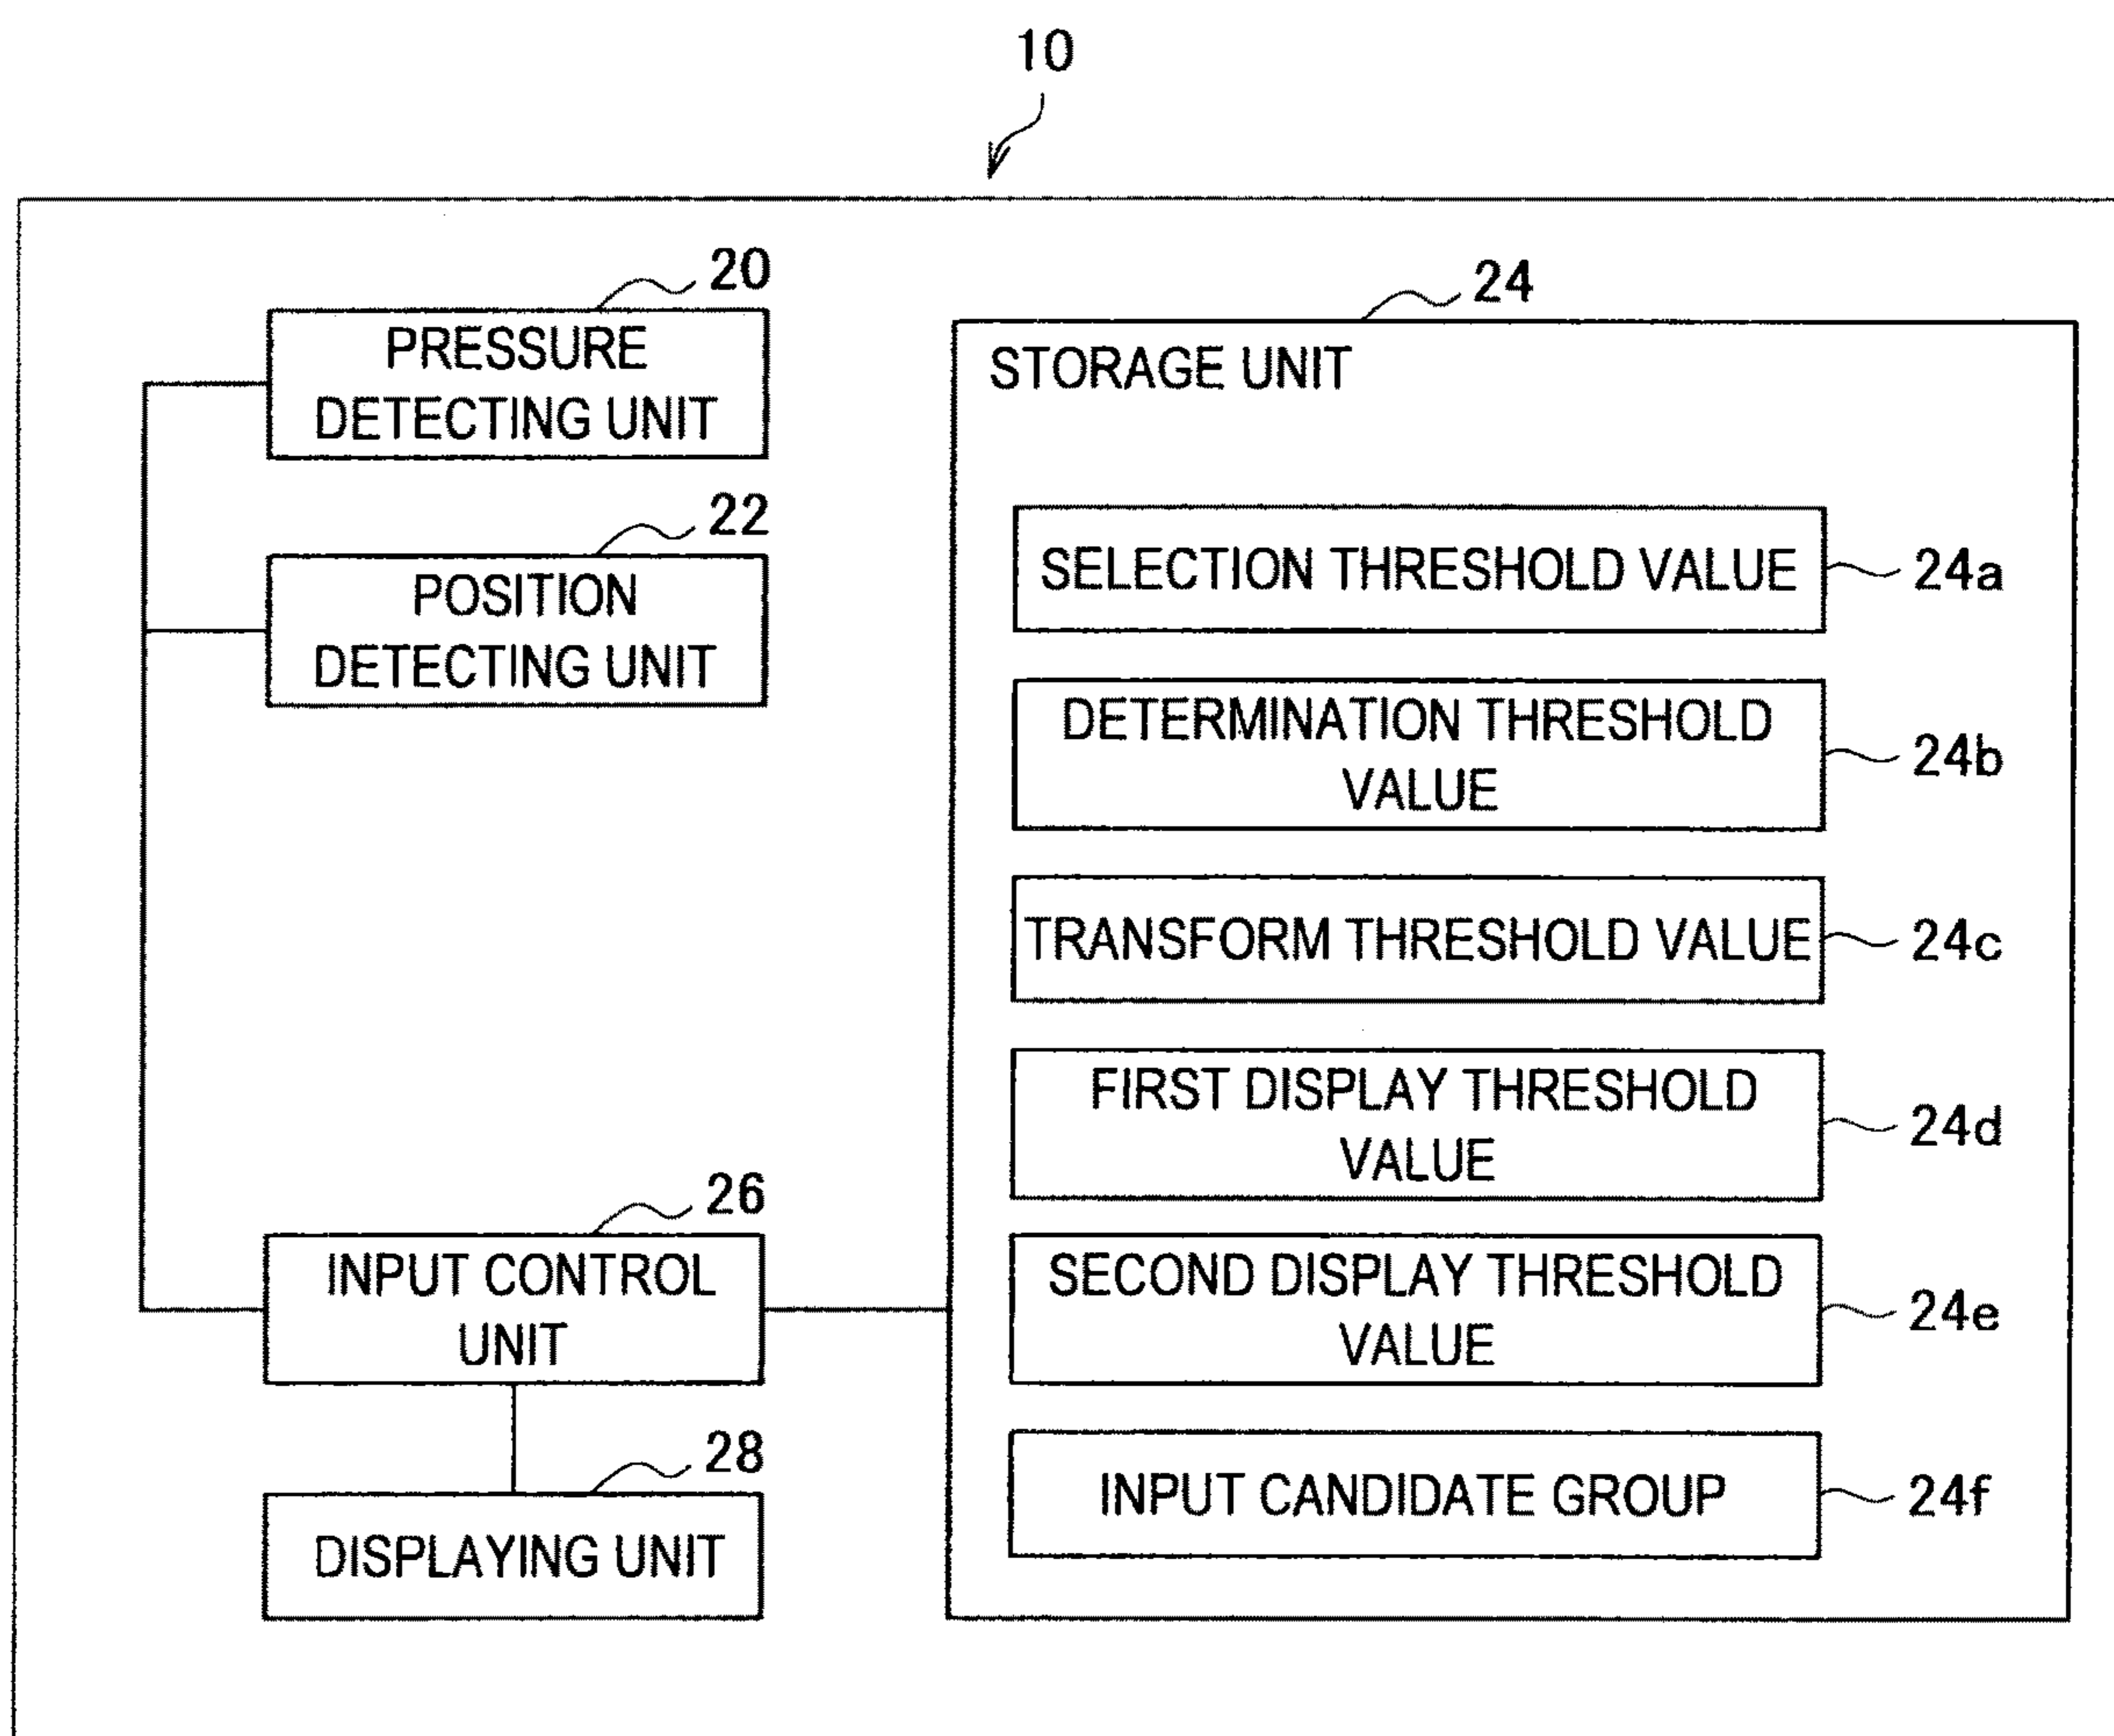 10
20
PRESSURE
DETECTING UNIT
22
POSITION
DETECTING UNIT
26
INPUT CONTROL
UNIT
28
DISPLAYING UNIT
24
STORAGE UNIT
SELECTION THRESHOLD VALUE
24a
DETERMINATION THRESHOLD
VALUE
24b
TRANSFORM THRESHOLD VALUE
24c
FIRST DISPLAY THRESHOLD
VALUE
24d
SECOND DISPLAY THRESHOLD
VALUE
24e
INPUT CANDIDATE GROUP
24f